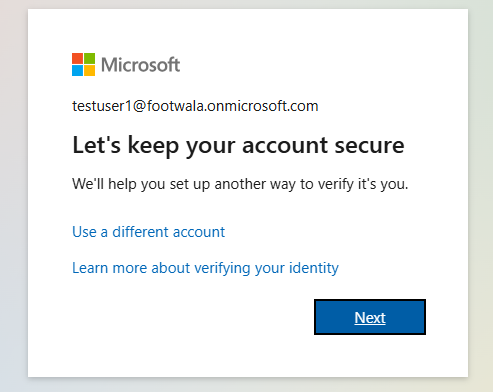 Microsoft
testuser1@footwala.onmicrosoft.com
Let's keep your account secure
We'll help you set up another way to verify it's you.
Use a different account
Learn more about verifying your identity
Next